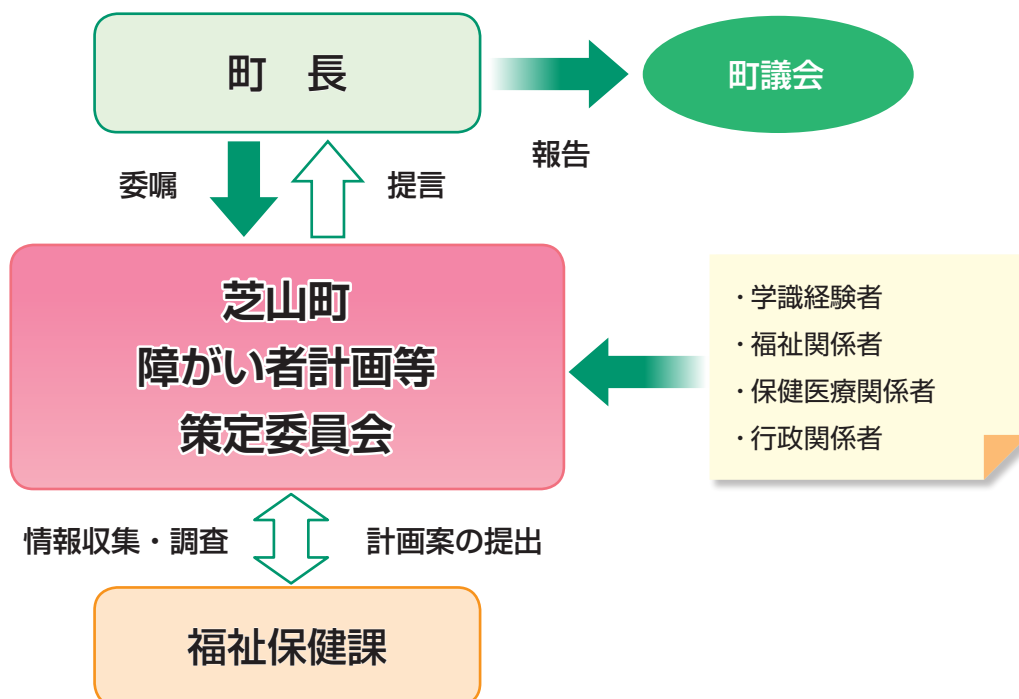 町　長
町議会
報告
委嘱
提言
芝山町
障がい者計画等
策定委員会
・学識経験者
・福祉関係者
・保健医療関係者
・行政関係者
情報収集・調査
計画案の提出
福祉保健課